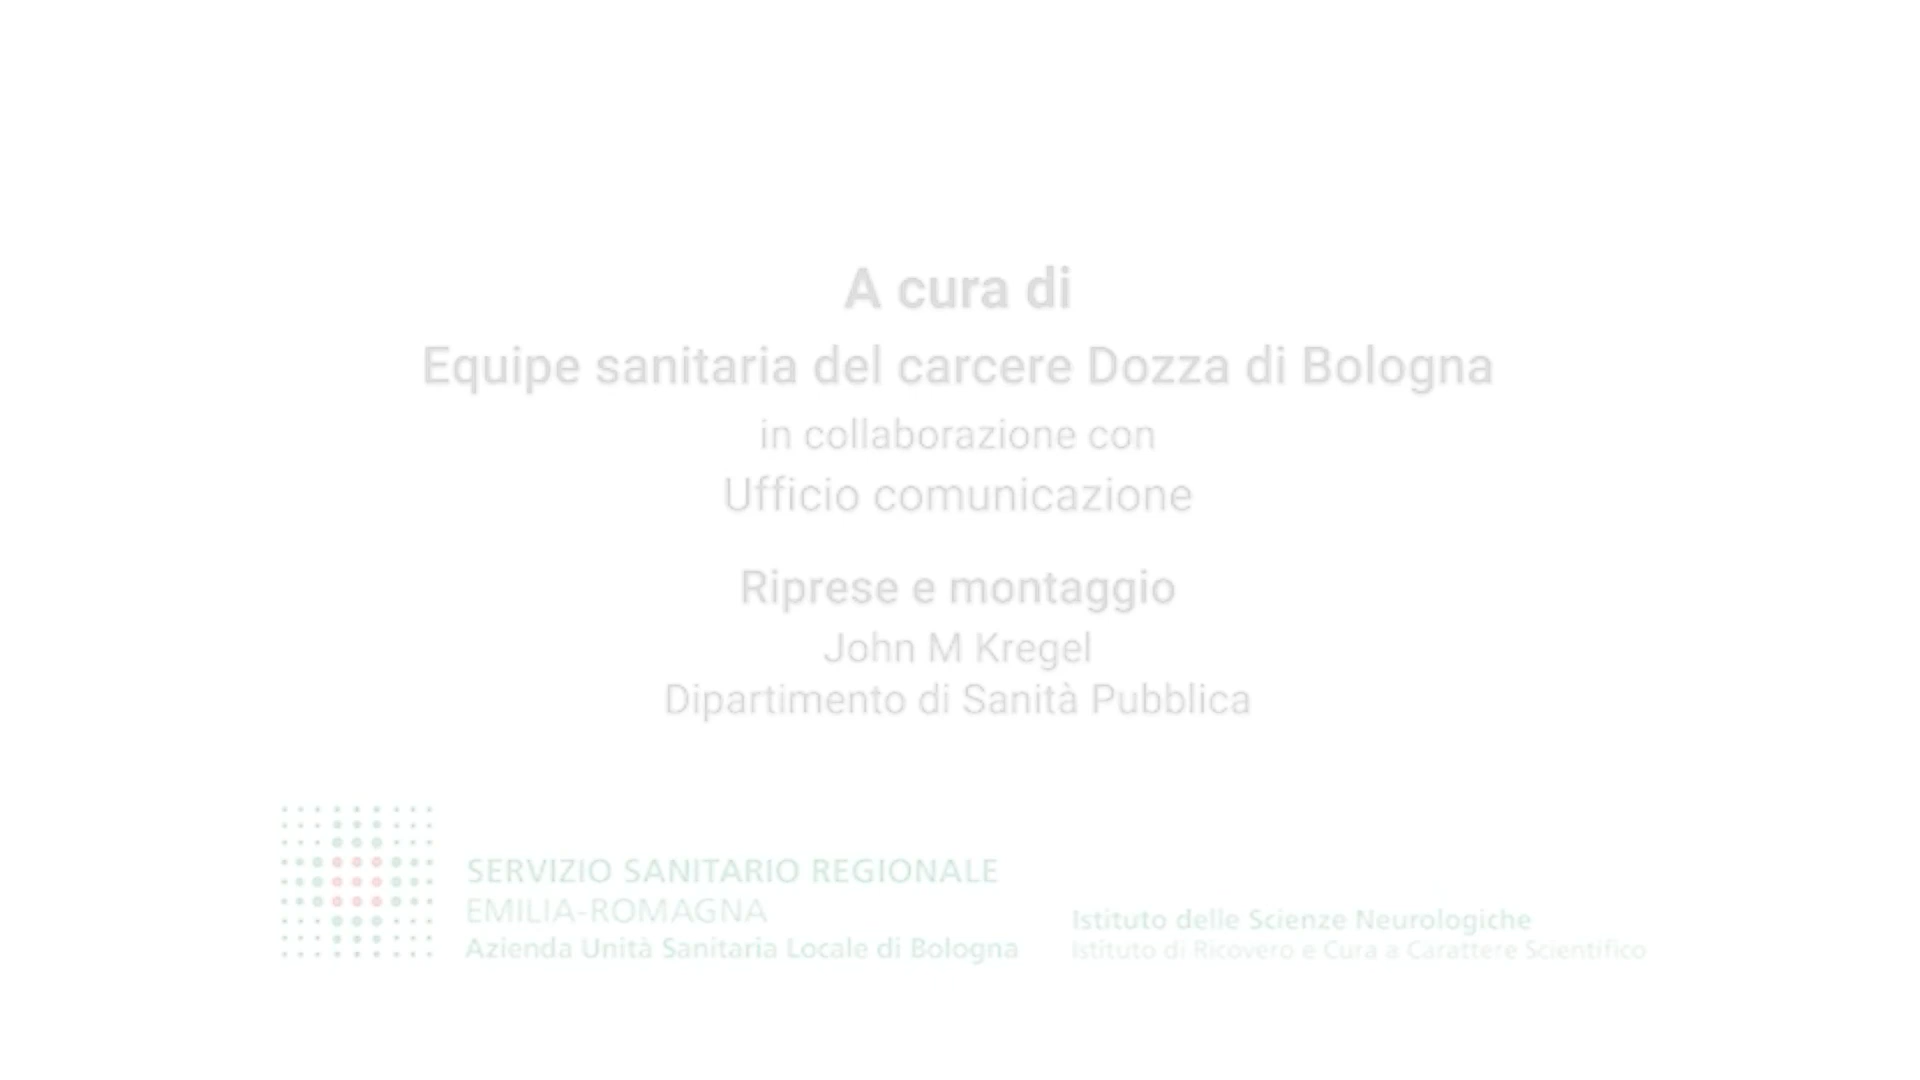 A cura di
Equipe sanitaria del carcere Dozza di Bologna
in collaborazione con
Ufficio comunicazione
Riprese e montaggio
John M Kregel
Dipartimento di Sanità Pubblica
SERVIZIO SANITARIO REGIONALE
EMILIA-ROMAGNA
Azienda Unità Sanitaria Locale di Bologna
Istituto delle Scienze Neurologiche
Istituto di Ricovero e Cura a Carattere Scientifico